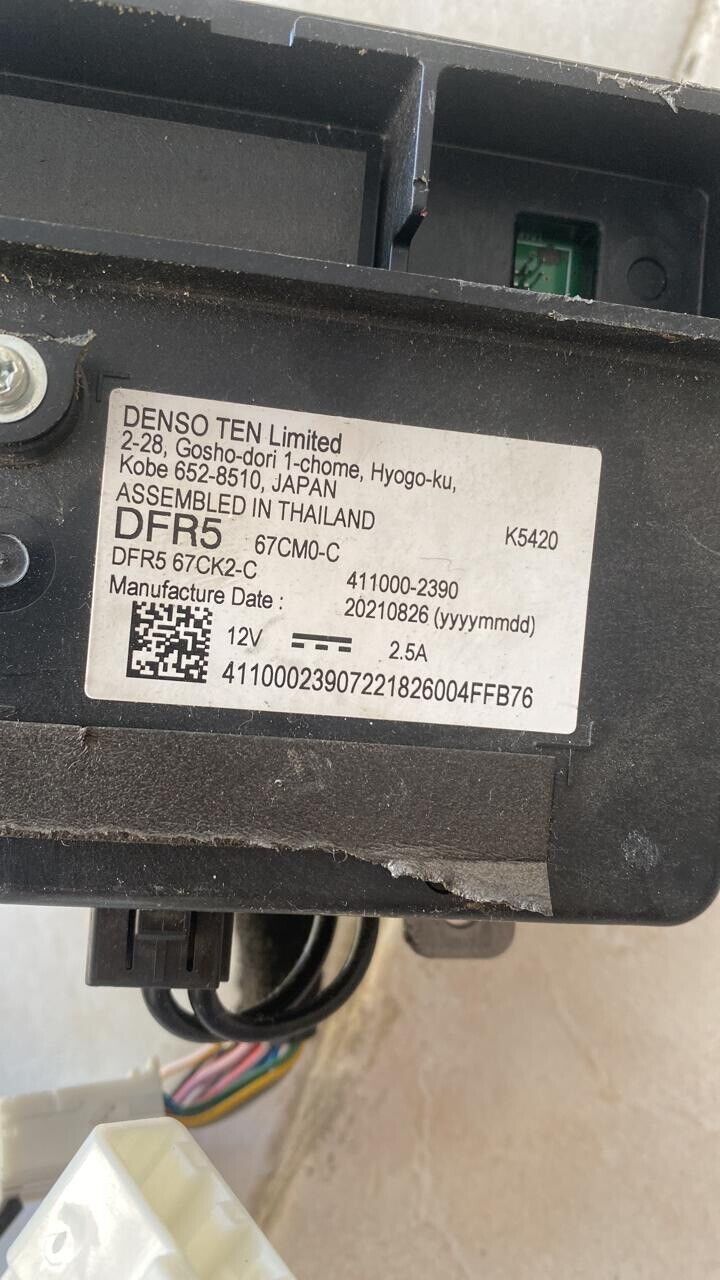 DENSO TEN Limited
2-28, Gosho-dori 1-chome, Hyogo-ku,
Kobe 652-8510, JAPAN
ASSEMBLED IN THAILAND
DFR5 67CM0-C K5420
DFR5 67CK2-C 411000-2390
Manufacture Date : 20210826 (yyyymmdd)
12V 2.5A
41100023907221826004FFB76